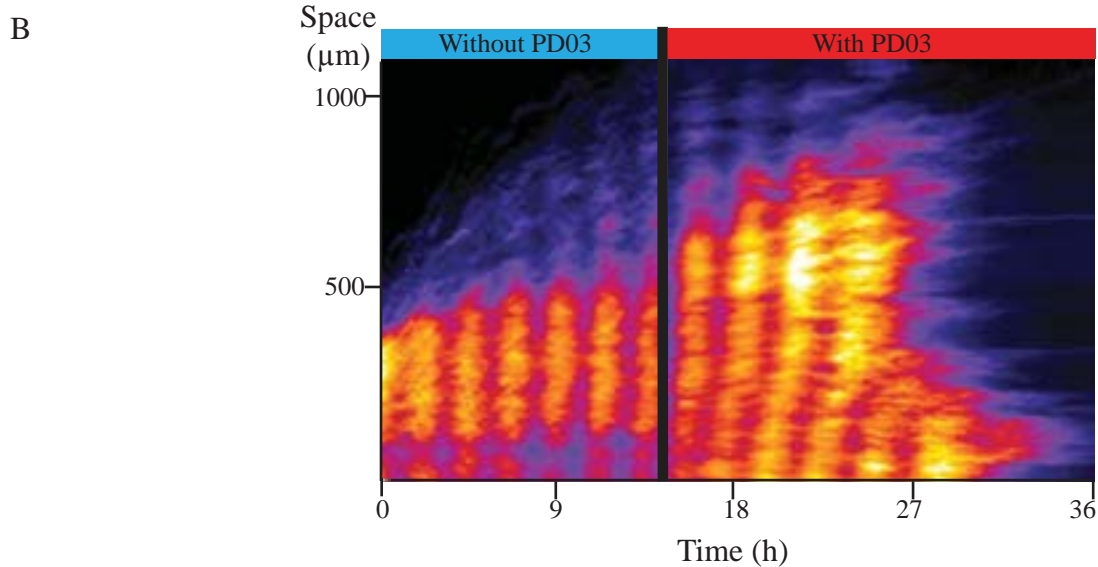 B
Space
(µm)
Without PD03
With PD03
1000
500
0
9
18
27
36
Time (h)